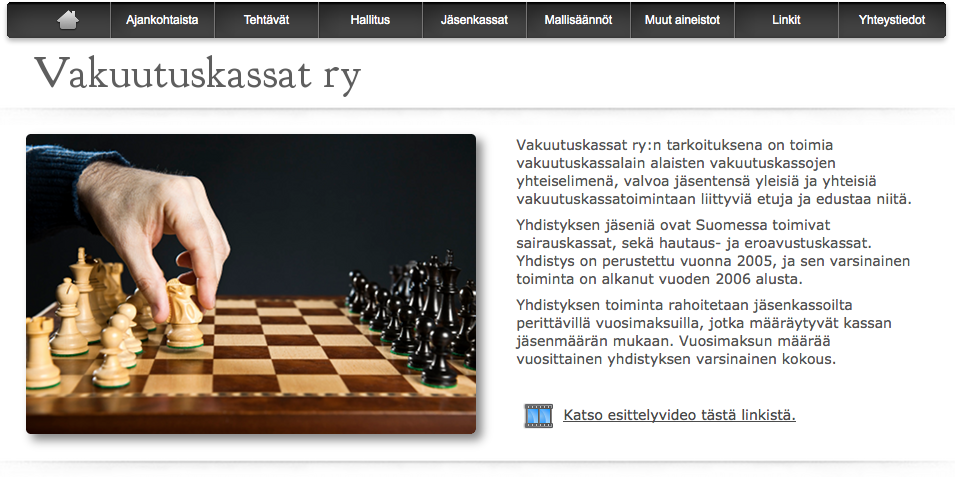 Ajankohtaista Tehtävät Hallitus Jäsenkassat Mallisäännöt Muut aineistot Linkit Yhteystiedot
Vakuutuskassat ry
Vakuutuskassat ry:n tarkoituksena on toimia
vakuutuskassalain alaisten vakuutuskassojen
yhteiselimenä, valvoa jäsentensä yleisiä ja yhteisiä
vakuutuskassatoimintaan liittyviä etuja ja edustaa niitä.
Yhdistyksen jäseniä ovat Suomessa toimivat
sairauskassat, sekä hautaus- ja eroavustuskassat.
Yhdistys on perustettu vuonna 2005, ja sen varsinainen
toiminta on alkanut vuoden 2006 alusta.
Yhdistyksen toiminta rahoitetaan jäsenkassoilta
perittävillä vuosimaksuilla, jotka määräytyvät kassan
jäsenmäärän mukaan. Vuosimaksun määrää
vuosittainen yhdistyksen varsinainen kokous.
Katso esittelyvideo tästä linkistä.